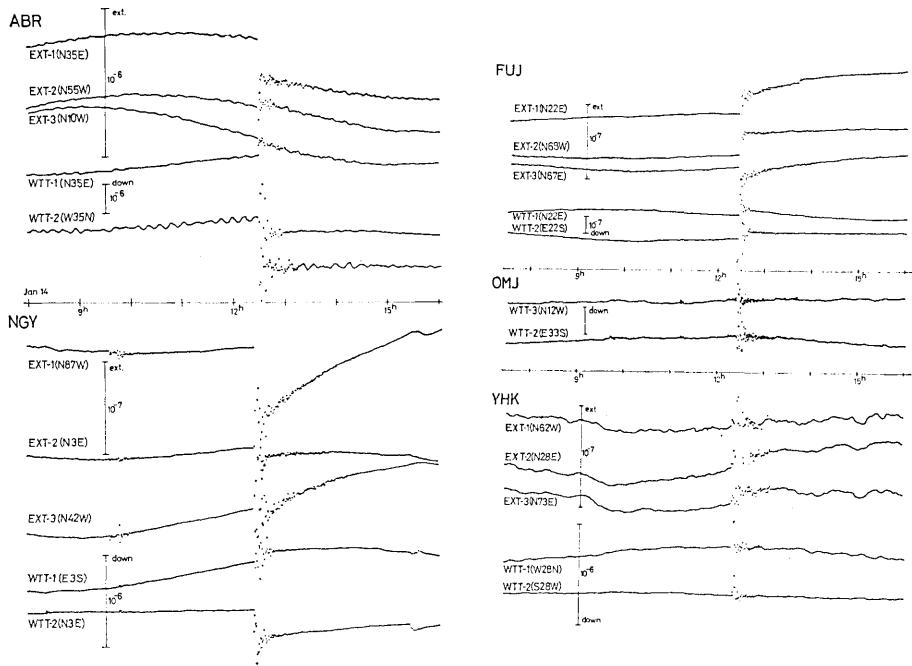 ABR
ext.
EXT-1(N35E)
EXT-2(N55W)
10⁻⁶
EXT-3(N10W)
WTT-1(N35E)
down
10⁻⁶
WTT-2(W35N)
Jan 14
9h
12h
15h
NGY
EXT-1(N87W)
ext.
10⁻⁷
EXT-2(N3E)
EXT-3(N42W)
down
WTT-1(E3S)
10⁻⁶
WTT-2(N3E)
FUJ
EXT-1(N22E)
ext
10⁻⁷
EXT-2(N69W)
EXT-3(N67E)
WTT-1(N22E)
10⁻⁷
WTT-2(E22S)
down
9h
12h
15h
OMJ
WTT-3(N12W)
down
WTT-2(E33S)
9h
12h
15h
YHK
ext
EXT-1(N62W)
10⁻⁷
EXT-2(N28E)
EXT-3(N73E)
WTT-1(W28N)
10⁻⁶
WTT-2(S28W)
down